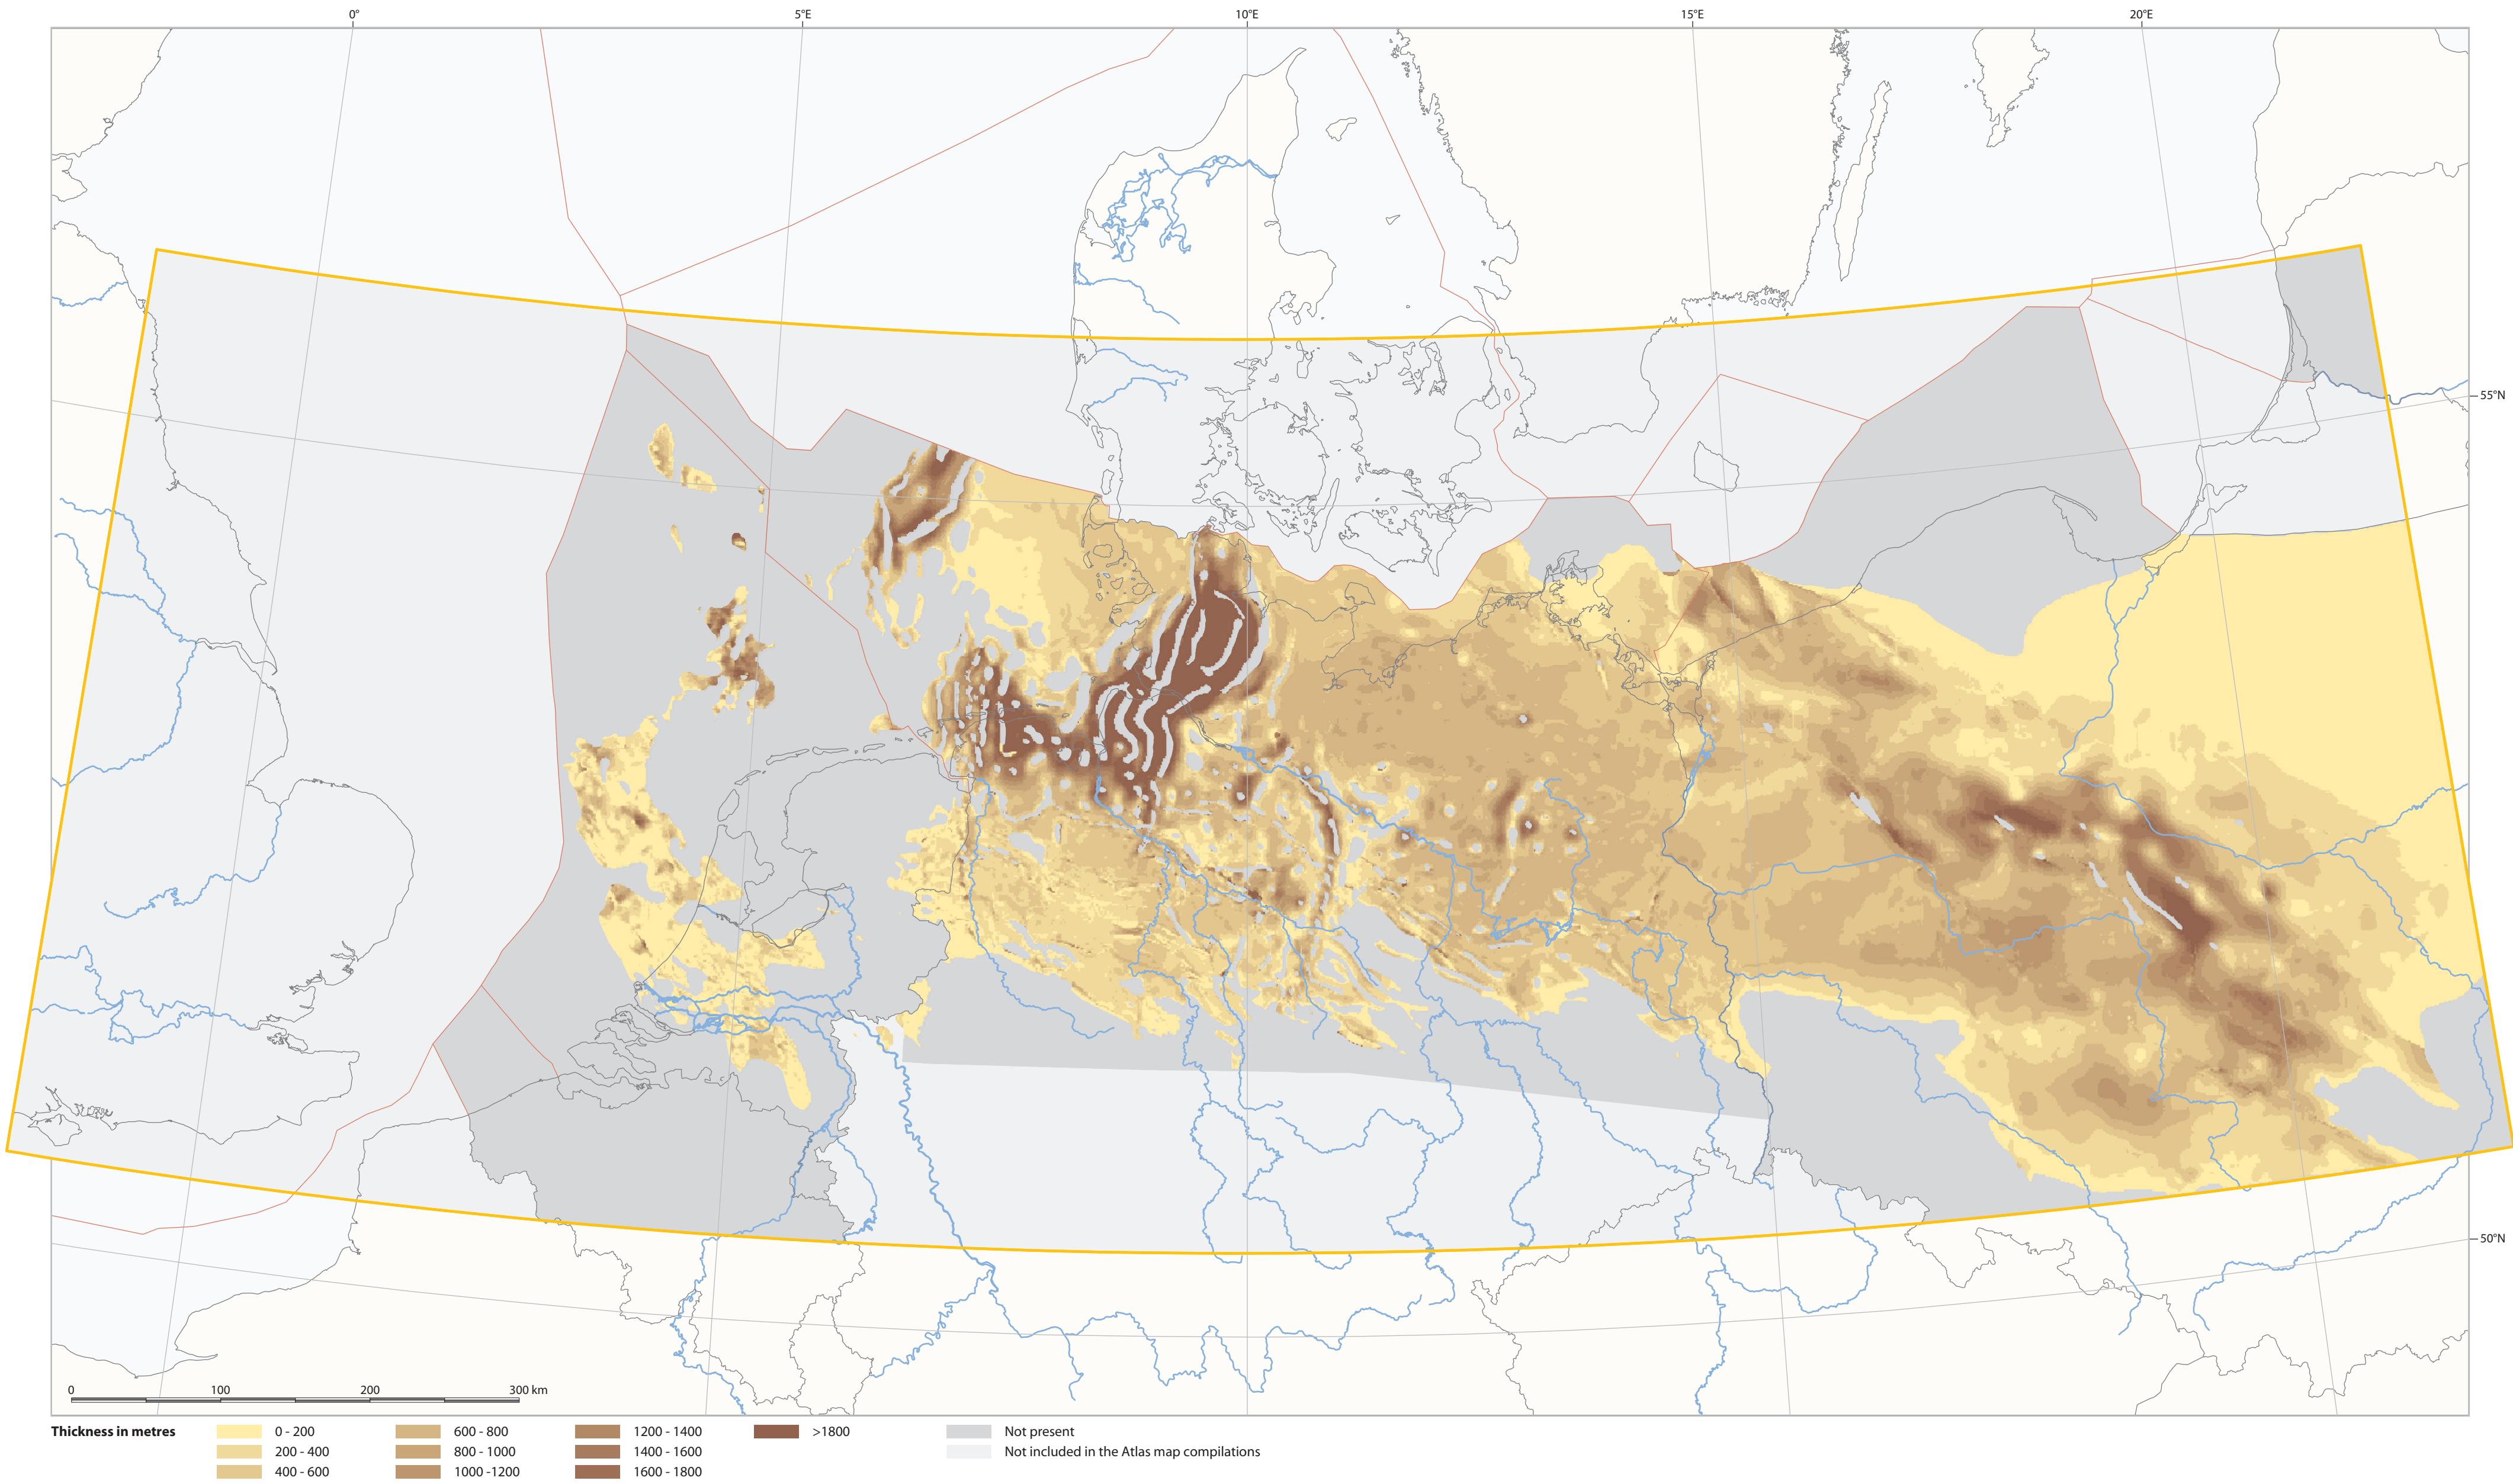 0°
5°E
10°E
15°E
20°E
55°N
50°N
0
100
200
300 km
Thickness in metres
0 - 200
200 - 400
400 - 600
600 - 800
800 - 1000
1000 -1200
1200 - 1400
1400 - 1600
1600 - 1800
>1800
Not present
Not included in the Atlas map compilations